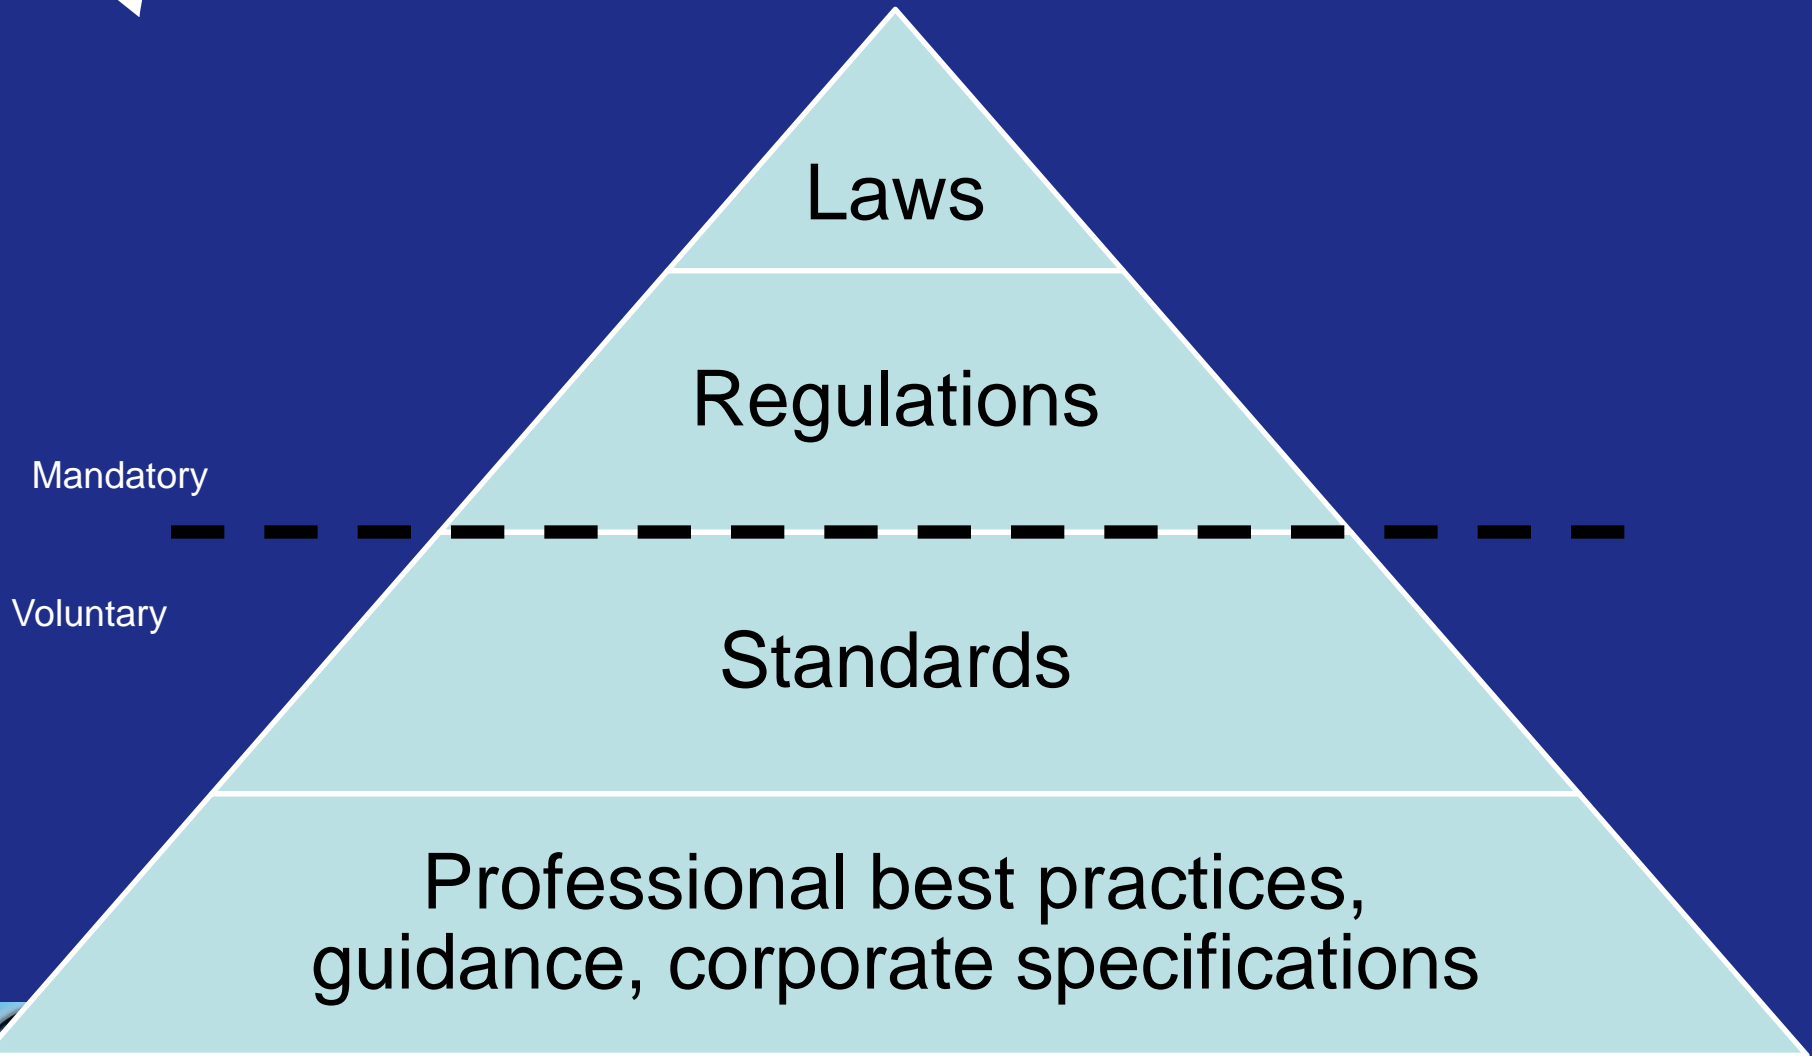 Laws
Regulations
Mandatory
Voluntary
Standards
Professional best practices,
guidance, corporate specifications